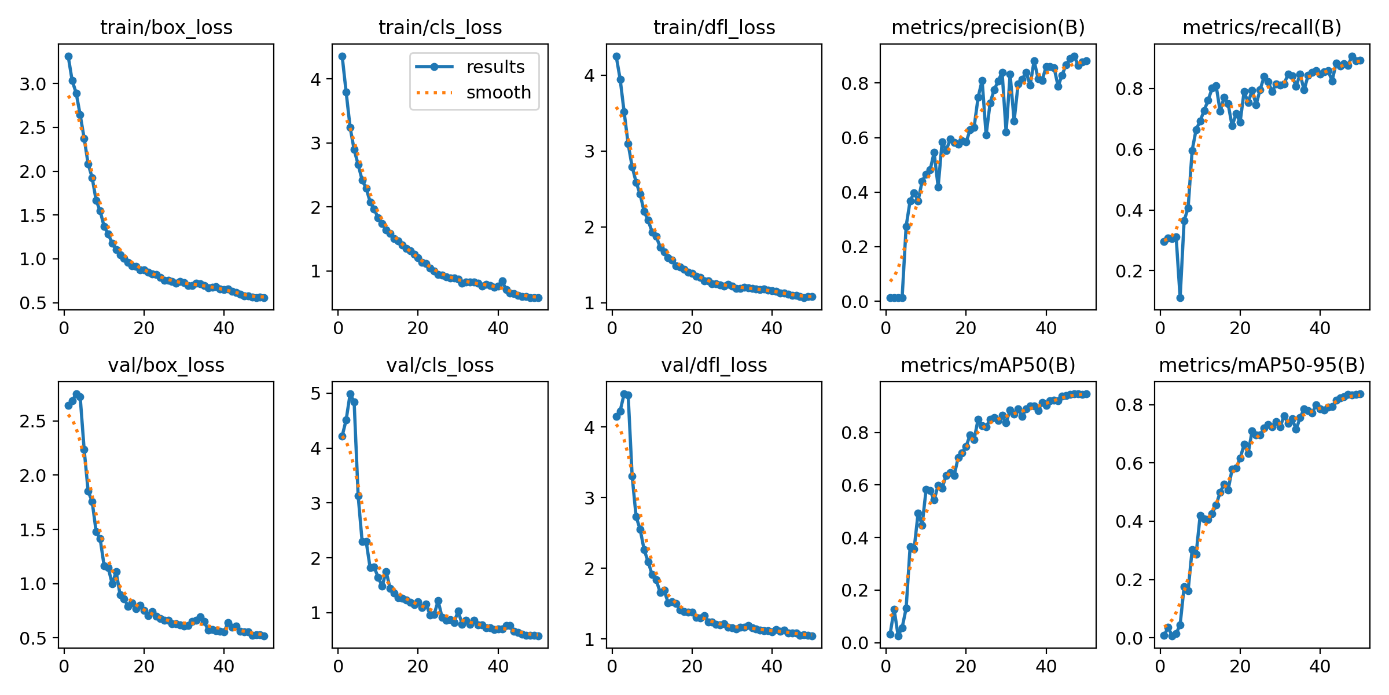 train/box_loss
train/cls_loss
train/dfl_loss
metrics/precision(B)
metrics/recall(B)
results
smooth
3.0
2.5
2.0
1.5
1.0
0.5
0 20 40
4
3
2
1
0 20 40
4
3
2
1
0 20 40
0.8
0.6
0.4
0.2
0.0
0 20 40
0.8
0.6
0.4
0.2
0 20 40
val/box_loss
val/cls_loss
val/dfl_loss
metrics/mAP50(B)
metrics/mAP50-95(B)
2.5
2.0
1.5
1.0
0.5
0 20 40
5
4
3
2
1
0 20 40
4
3
2
1
0 20 40
0.8
0.6
0.4
0.2
0.0
0 20 40
0.8
0.6
0.4
0.2
0.0
0 20 40